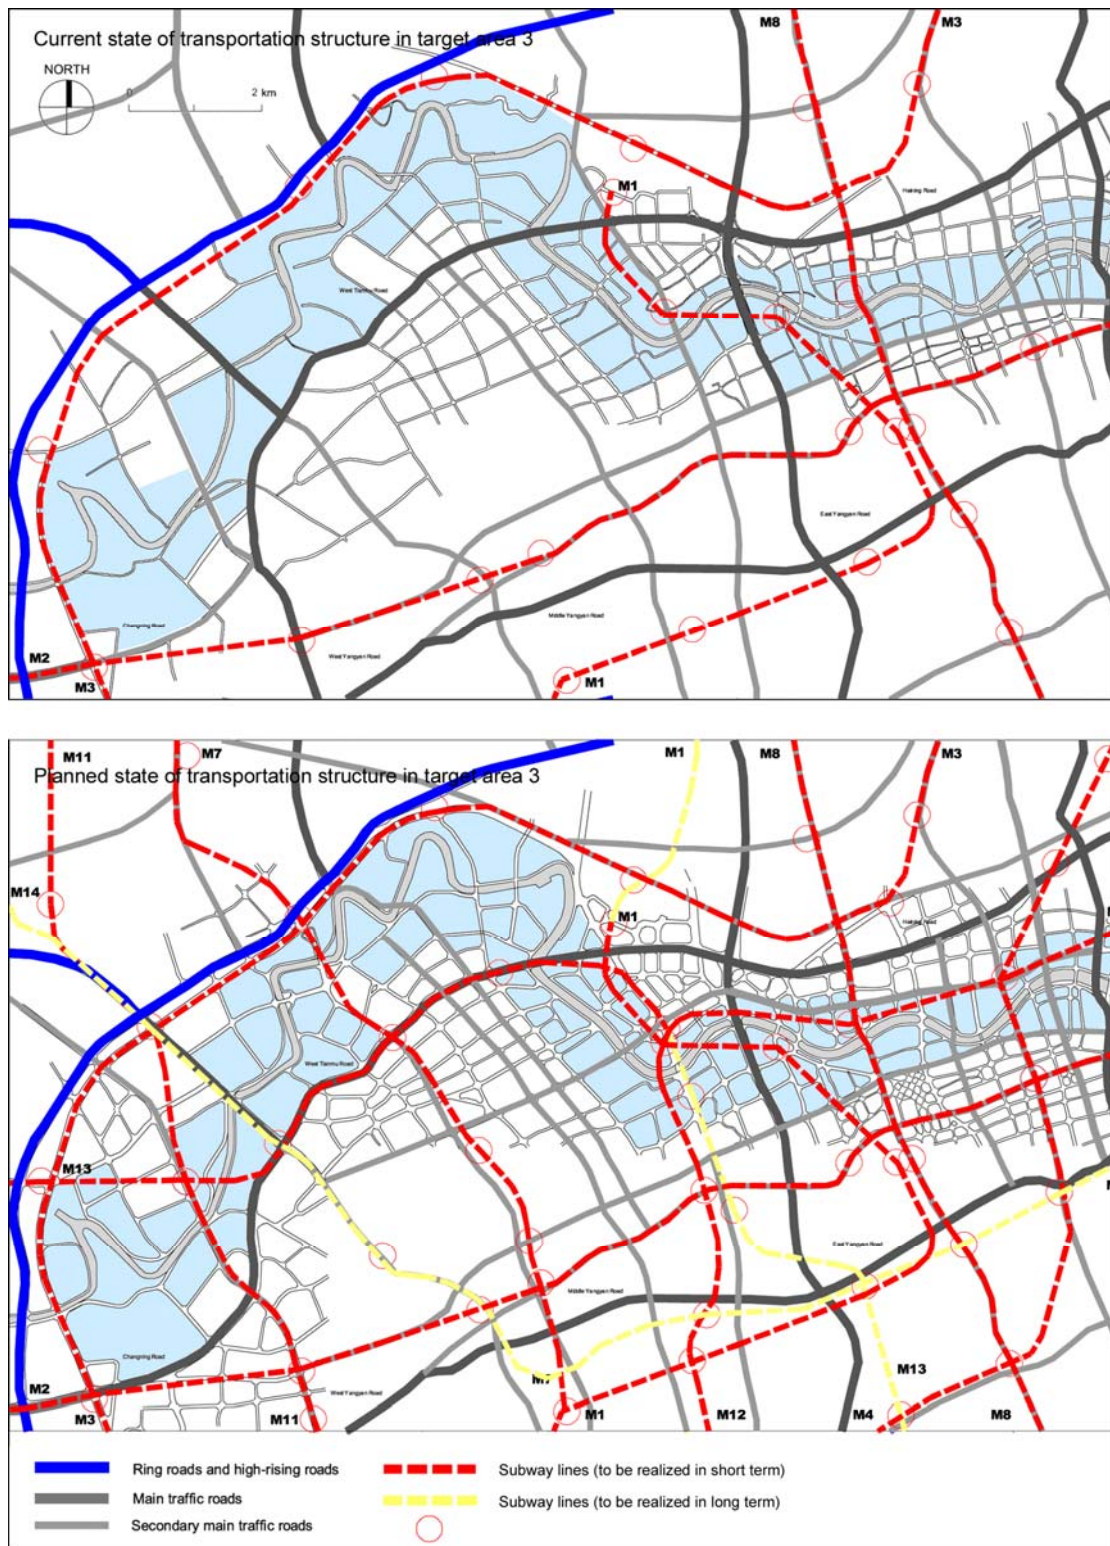 Current state of transportation structure in target area 3
M8
M3
NORTH
0
2 km
M1
Haining Road
West Tianmu Road
East Yangyan Road
Middle Yangyan Road
Changning Road
West Yangyan Road
M2
M3
M1
M11
M7
M1
M8
M3
Planned state of transportation structure in target area 3
M14
M1
Haining Road
West Tianmu Road
M13
East Yangyan Road
Middle Yangyan Road
Changning Road
M13
M7
M2
West Yangyan Road
M3
M11
M1
M12
M4
M8
Ring roads and high-rising roads
Subway lines (to be realized in short term)
Main traffic roads
Subway lines (to be realized in long term)
Secondary main traffic roads